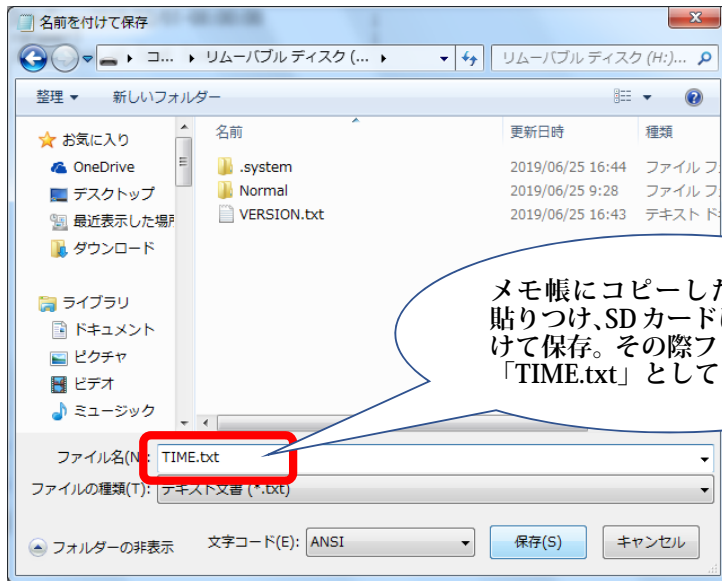 名前を付けて保存
コ... リムーバブル ディスク (... リムーバブル ディスク (H:)...
整理 新しいフォルダー
名前 更新日時 種類
お気に入り
OneDrive
デスクトップ
最近表示した場所
ダウンロード
ライブラリ
ドキュメント
ピクチャ
ビデオ
ミュージック
.system 2019/06/25 16:44 ファイル フ
Normal 2019/06/25 9:28 ファイル フ
VERSION.txt 2019/06/25 16:43 テキスト ド
メモ帳にコピーした
貼りつけ、SD カード
けて保存。その際フ
「TIME.txt」として
ファイル名(N): TIME.txt
ファイルの種類(T): テキスト文書 (*.txt)
フォルダーの非表示 文字コード(E): ANSI 保存(S) キャンセル